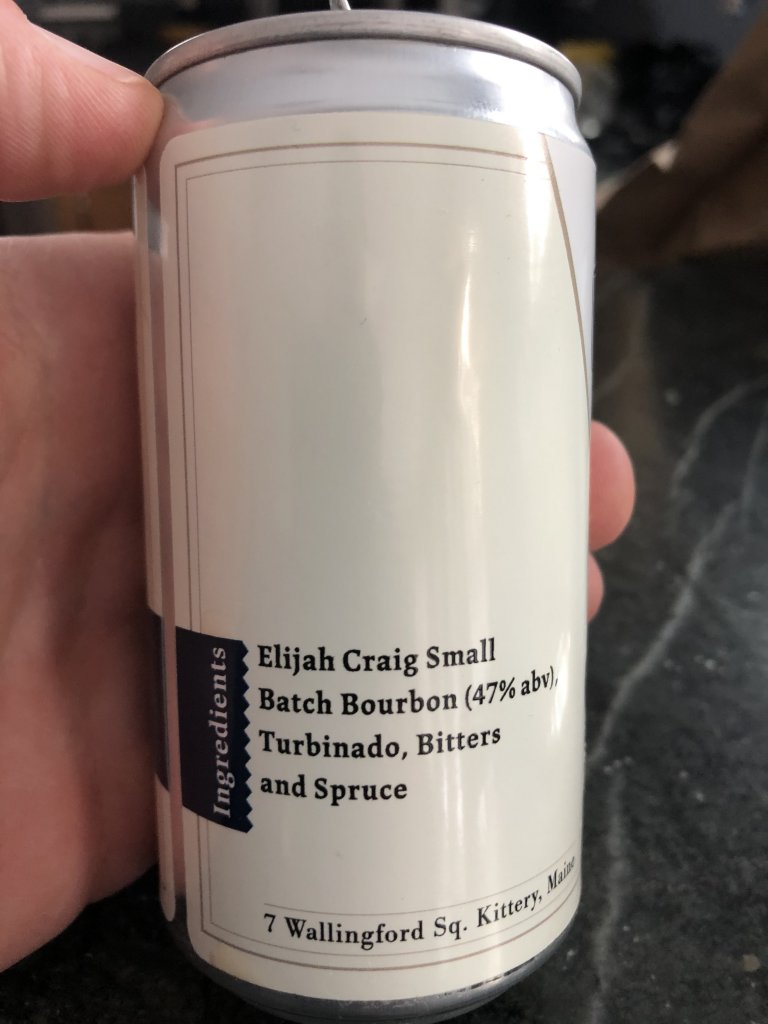 Ingredients
Elijah Craig Small
Batch Bourbon (47% abv),
Turbinado, Bitters
and Spruce
7 Wallingford Sq. Kittery, Maine